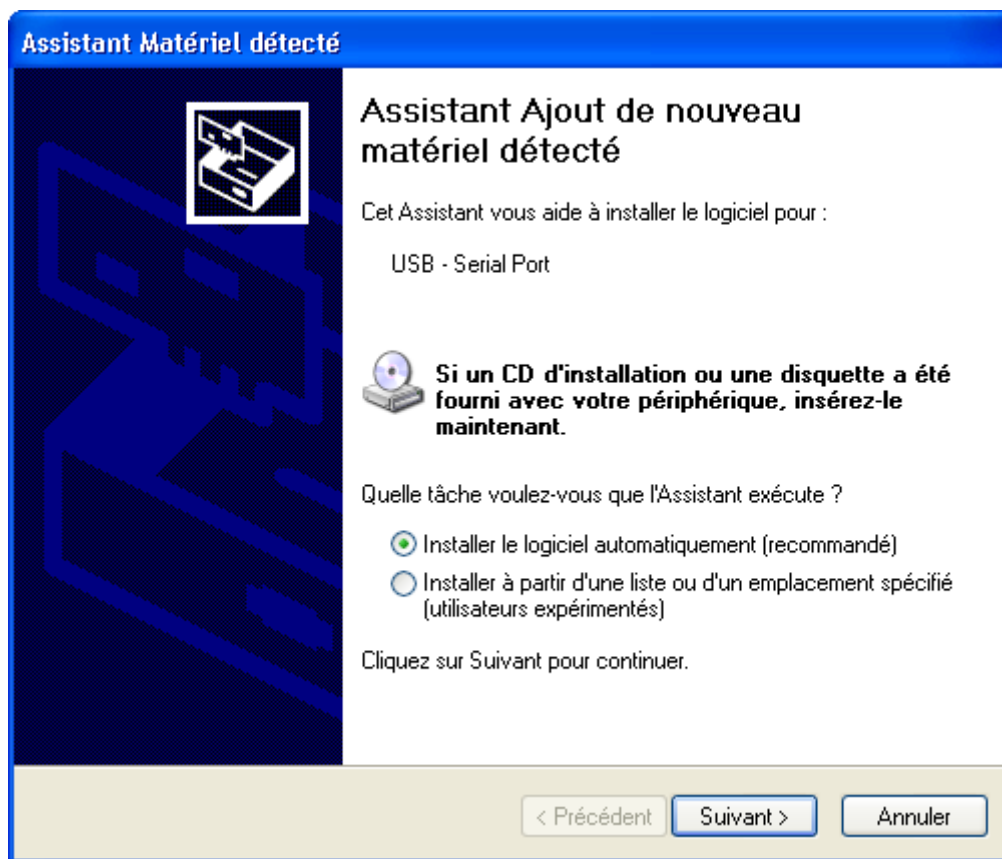 Assistant Matériel détecté
Assistant Ajout de nouveau
matériel détecté
Cet Assistant vous aide à installer le logiciel pour :
USB - Serial Port
Si un CD d'installation ou une disquette a été
fourni avec votre périphérique, insérez-le
maintenant.
Quelle tâche voulez-vous que l'Assistant exécute ?
Installer le logiciel automatiquement (recommandé)
Installer à partir d'une liste ou d'un emplacement spécifié
(utilisateurs expérimentés)
Cliquez sur Suivant pour continuer.
< Précédent
Suivant >
Annuler